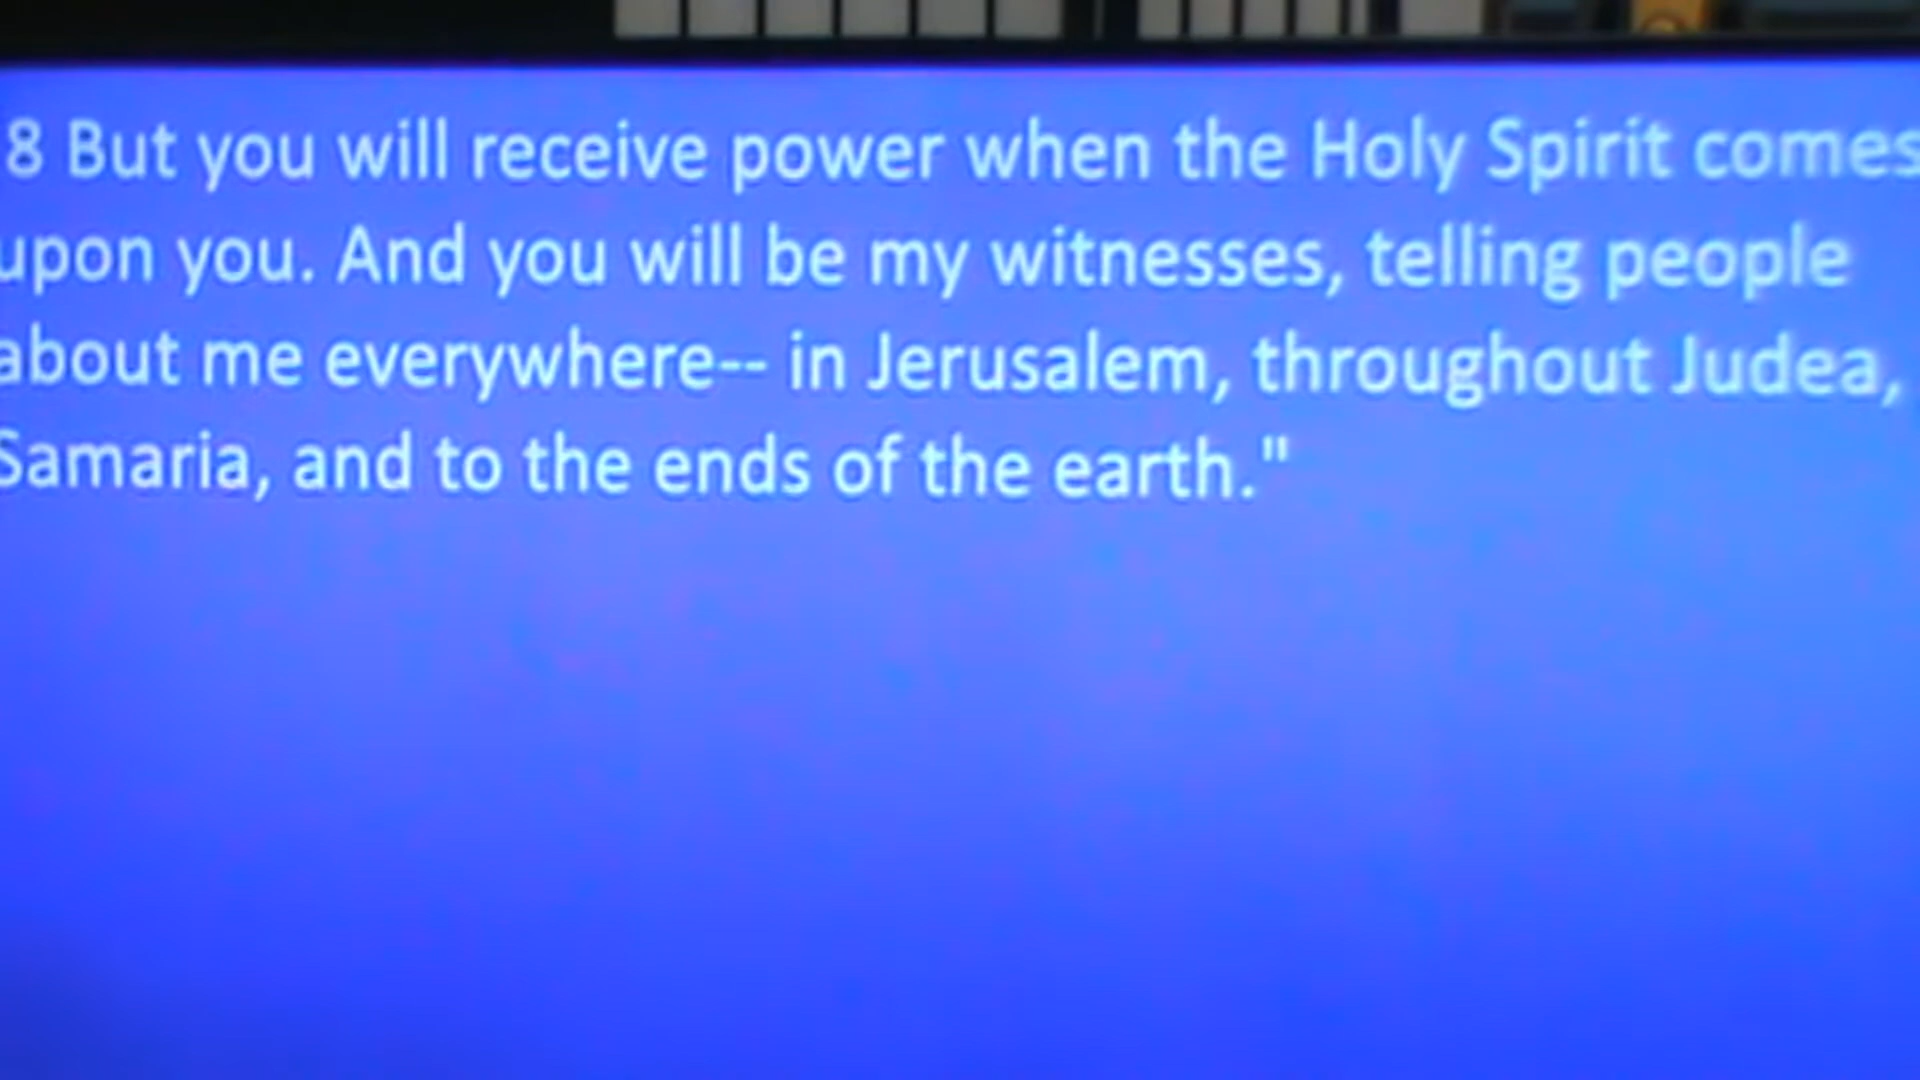 8 But you will receive power when the Holy Spirit comes
upon you. And you will be my witnesses, telling people
about me everywhere-- in Jerusalem, throughout Judea,
Samaria, and to the ends of the earth."